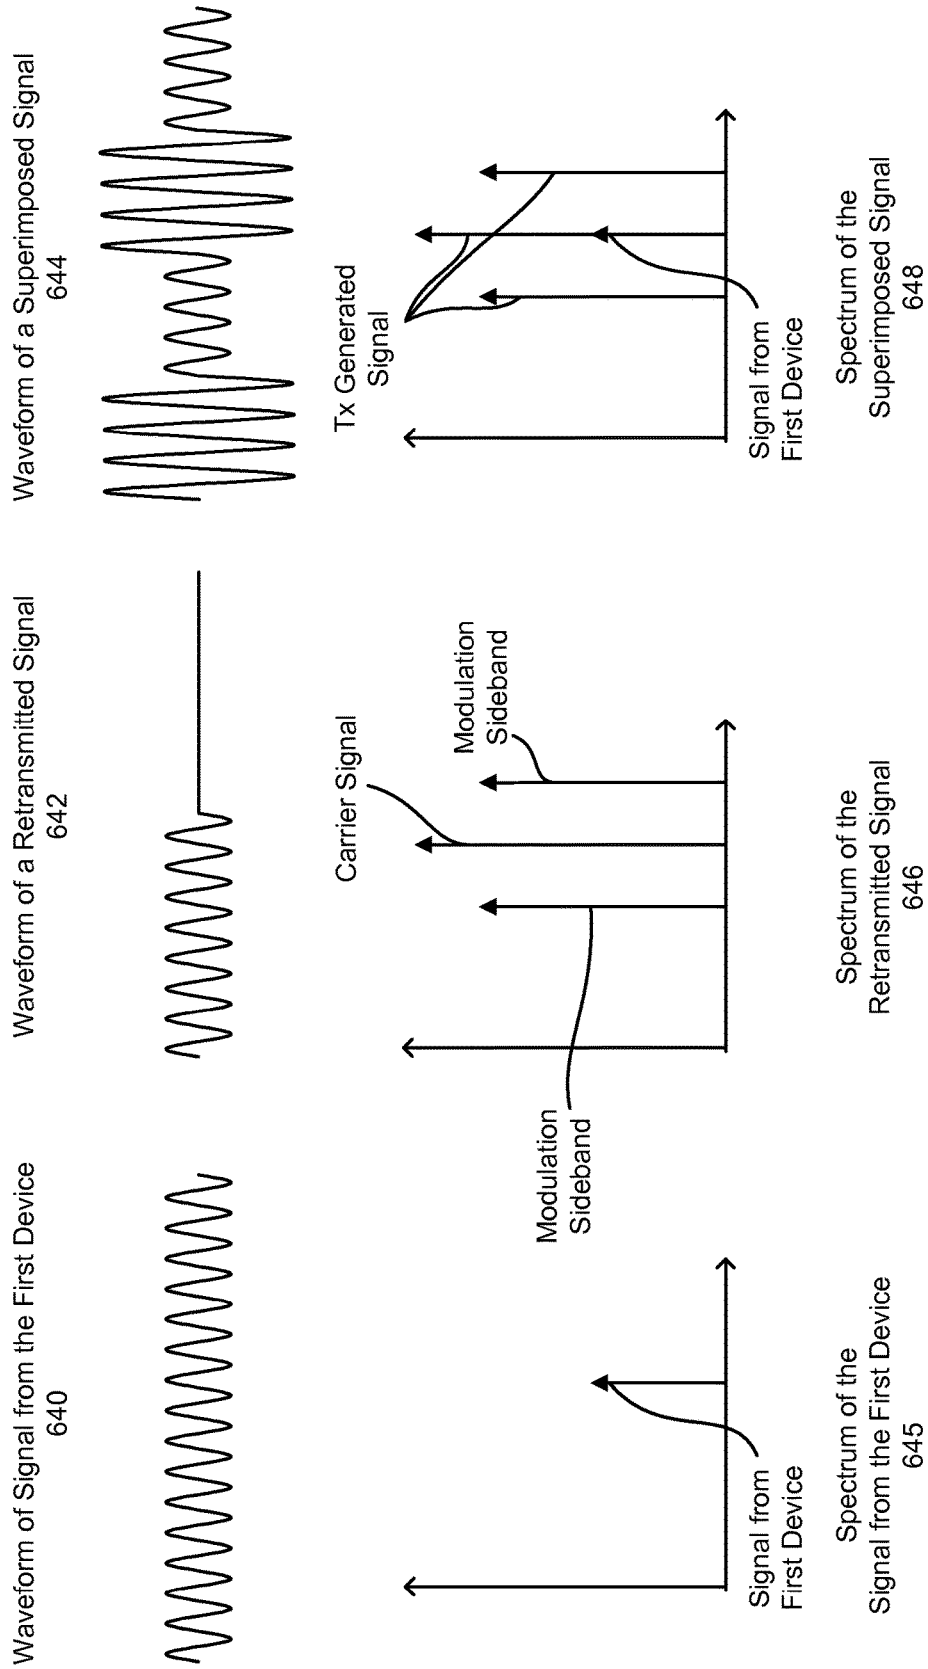 Waveform of Signal from the First Device
640
Waveform of a Retransmitted Signal
642
Waveform of a Superimposed Signal
644
Signal from
First Device
Spectrum of the
Signal from the First Device
645
Modulation
Sideband
Carrier Signal
Modulation
Sideband
Spectrum of the
Retransmitted Signal
646
Tx Generated
Signal
Signal from
First Device
Spectrum of the
Superimposed Signal
648